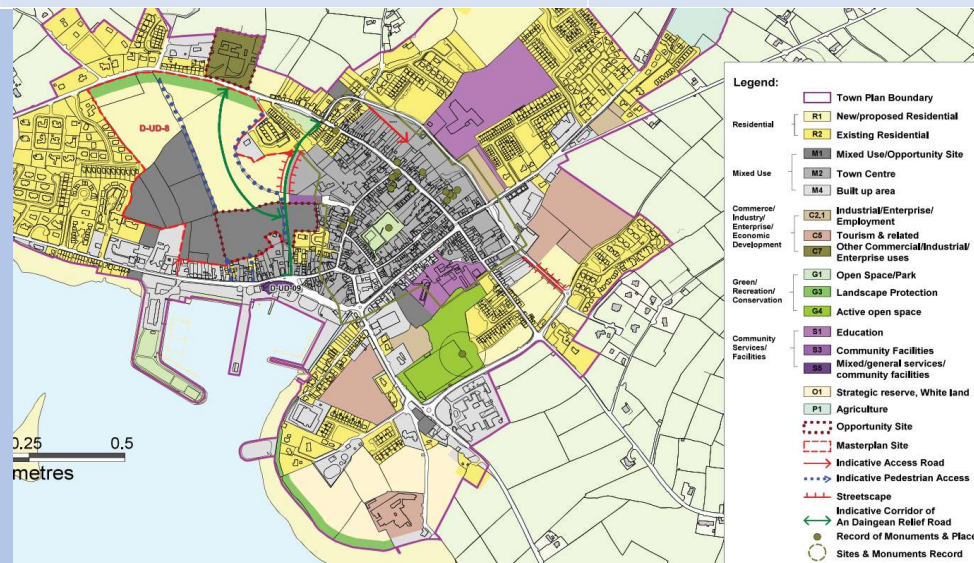 D-UD-8
D-UD-09
0.25 0.5
metres
Legend:
Town Plan Boundary
Residential
R1 New/proposed Residential
R2 Existing Residential
Mixed Use
M1 Mixed Use/Opportunity Site
M2 Town Centre
M4 Built up area
Commerce/
Industry/
Enterprise/
Economic
Development
C2,1 Industrial/Enterprise/
Employment
C5 Tourism & related
C7 Other Commercial/Industrial/
Enterprise uses
Green/
Recreation/
Conservation
G1 Open Space/Park
G3 Landscape Protection
G4 Active open space
Community
Services/
Facilities
S1 Education
S3 Community Facilities
S5 Mixed/general services/
community facilities
O1 Strategic reserve, White land
P1 Agriculture
Opportunity Site
Masterplan Site
Indicative Access Road
Indicative Pedestrian Access
Streetscape
Indicative Corridor of
An Daingean Relief Road
Record of Monuments & Place
Sites & Monuments Record